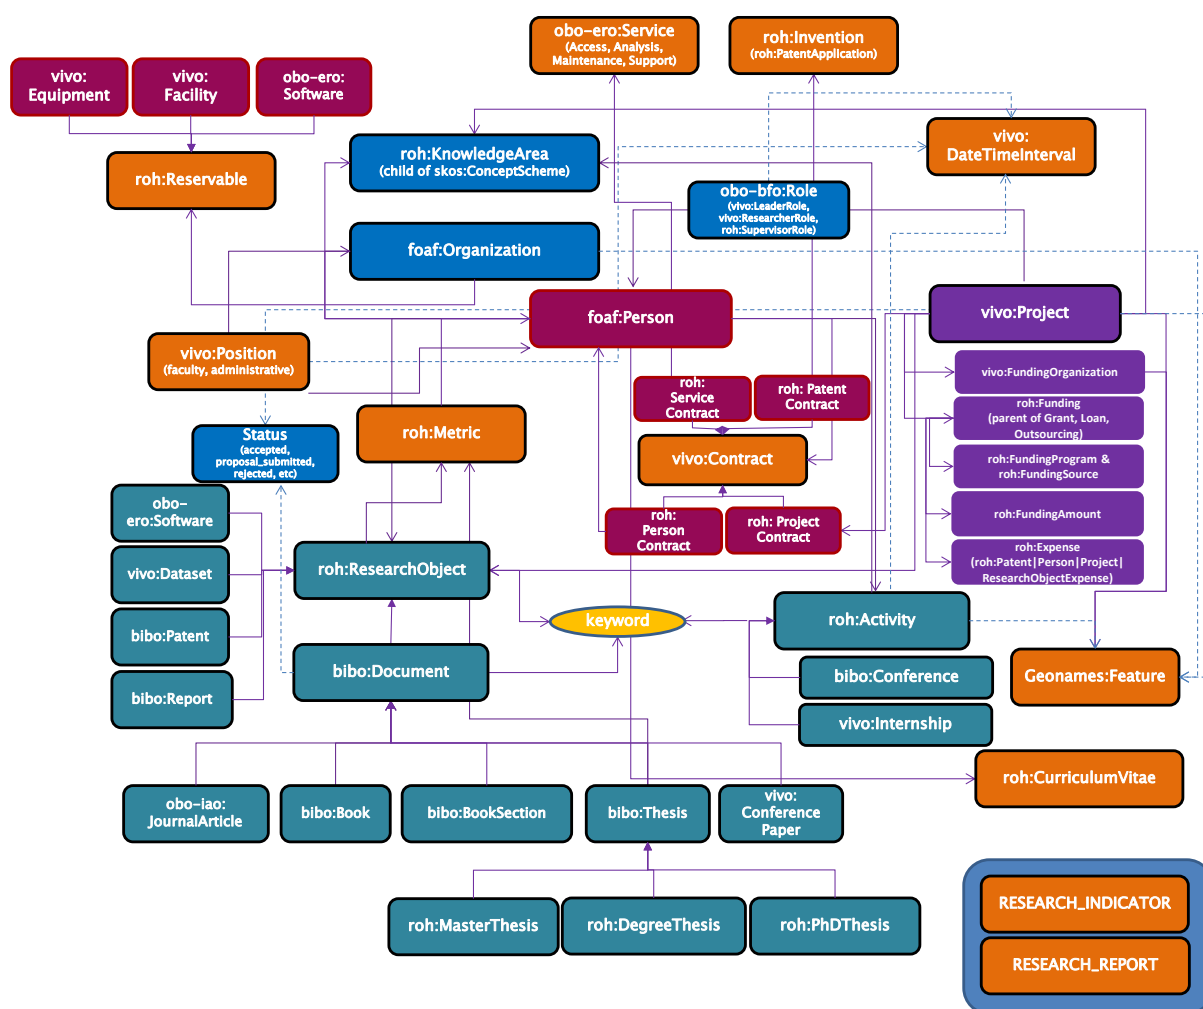 obo-ero:Service
(Access, Analysis,
Maintenance, Support)
roh:Invention
(roh:PatentApplication)
vivo:
Equipment
vivo:
Facility
obo-ero:
Software
roh:Reservable
roh:KnowledgeArea
(child of skos:ConceptScheme)
vivo:
DateTimeInterval
obo-bfo:Role
(vivo:LeaderRole,
vivo:ResearcherRole,
roh:SupervisorRole)
foaf:Organization
foaf:Person
vivo:Project
vivo:Position
(faculty, administrative)
vivo:FundingOrganization
roh:
Service
Contract
roh: Patent
Contract
roh:Funding
(parent of Grant, Loan,
Outsourcing)
roh:Metric
Status
(accepted,
proposal_submitted,
rejected, etc)
vivo:Contract
roh:FundingProgram &
roh:FundingSource
obo-
ero:Software
roh:
Person
Contract
roh: Project
Contract
roh:FundingAmount
roh:Expense
(roh:Patent|Person|Project|
ResearchObjectExpense)
vivo:Dataset
roh:ResearchObject
keyword
roh:Activity
bibo:Patent
bibo:Document
bibo:Conference
Geonames:Feature
bibo:Report
vivo:Internship
roh:CurriculumVitae
obo-iao:
JournalArticle
bibo:Book
bibo:BookSection
bibo:Thesis
vivo:
Conference
Paper
roh:MasterThesis
roh:DegreeThesis
roh:PhDThesis
RESEARCH_INDICATOR
RESEARCH_REPORT